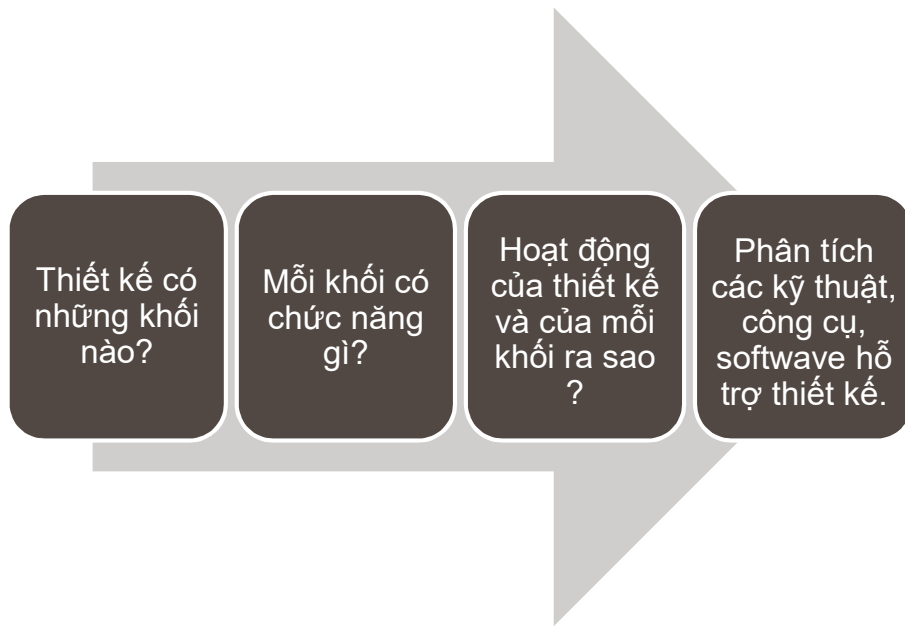 Thiết kế có
những khối
nào?
Mỗi khối có
chức năng
gì?
Hoạt động
của thiết kế
và của mỗi
khối ra sao
?
Phân tích
các kỹ thuật,
công cụ,
softwave hỗ
trợ thiết kế.